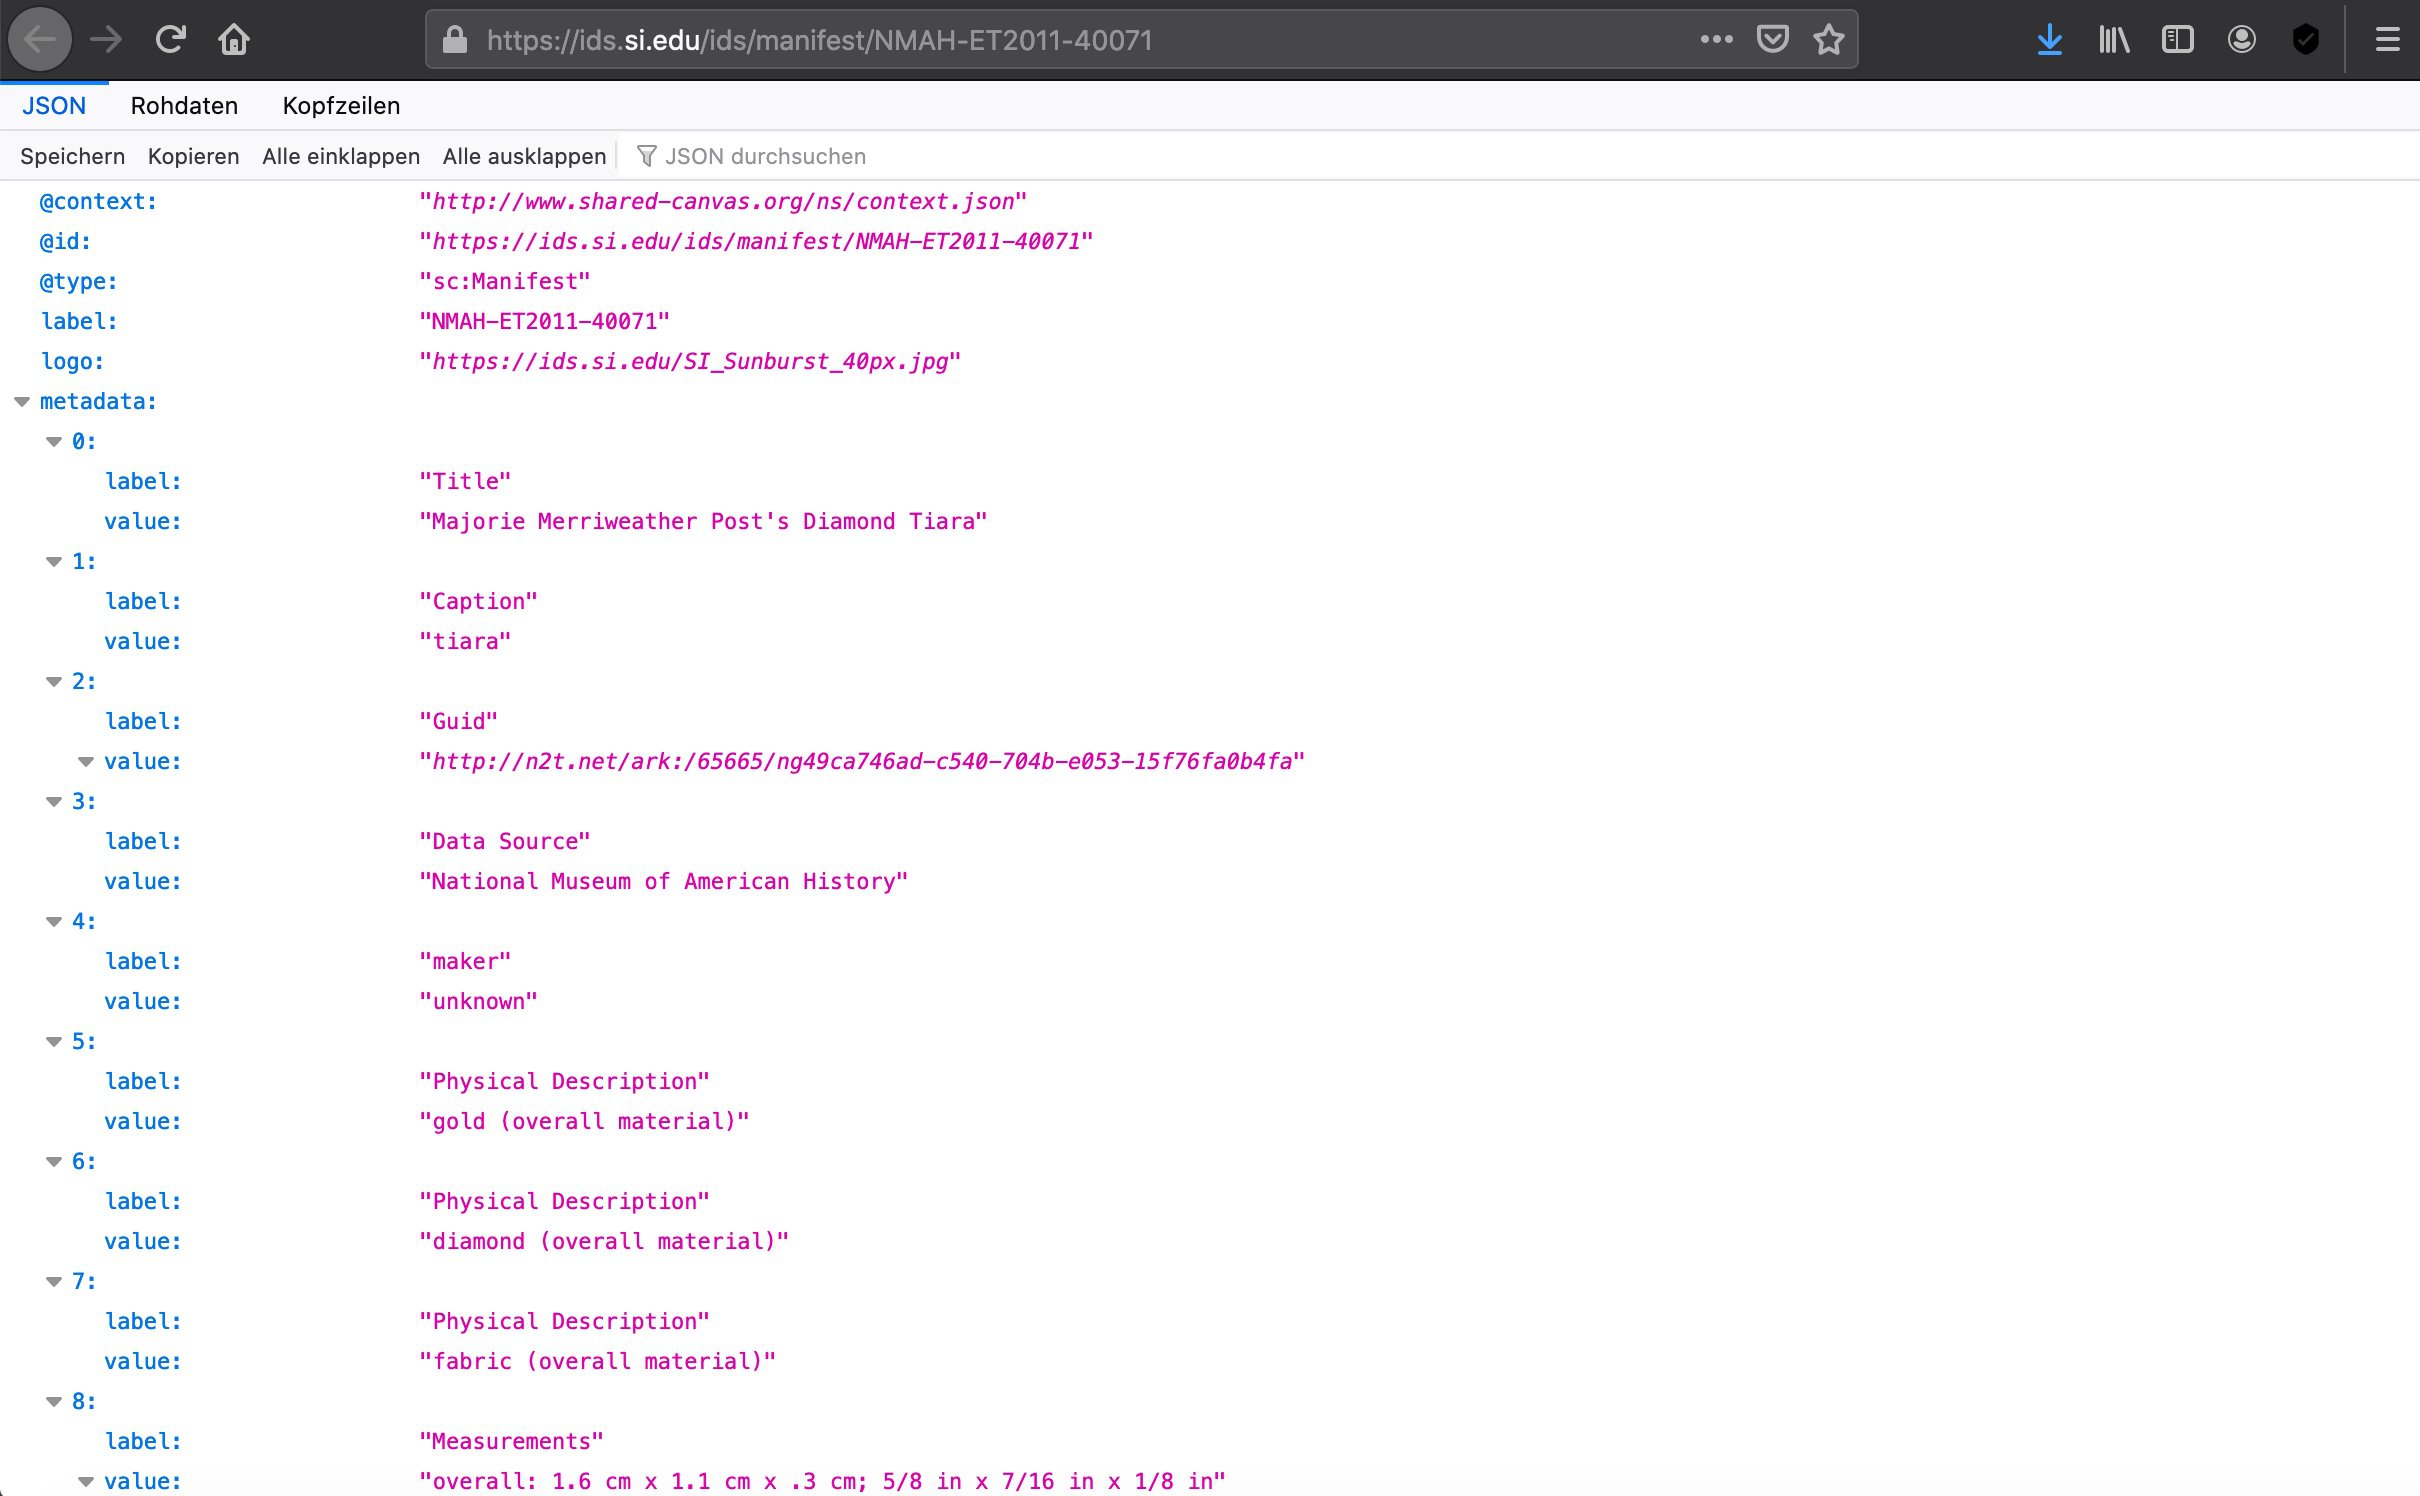 https://ids.si.edu/ids/manifest/NMAH-ET2011-40071
JSON Rohdaten Kopfzeilen
Speichern Kopieren Alle einklappen Alle ausklappen JSON durchsuchen
@context: "http://www.shared-canvas.org/ns/context.json"
@id: "https://ids.si.edu/ids/manifest/NMAH-ET2011-40071"
@type: "sc:Manifest"
label: "NMAH-ET2011-40071"
logo: "https://ids.si.edu/SI_Sunburst_40px.jpg"
metadata:
0:
label: "Title"
value: "Majorie Merriweather Post's Diamond Tiara"
1:
label: "Caption"
value: "tiara"
2:
label: "Guid"
value: "http://n2t.net/ark:/65665/ng49ca746ad-c540-704b-e053-15f76fa0b4fa"
3:
label: "Data Source"
value: "National Museum of American History"
4:
label: "maker"
value: "unknown"
5:
label: "Physical Description"
value: "gold (overall material)"
6:
label: "Physical Description"
value: "diamond (overall material)"
7:
label: "Physical Description"
value: "fabric (overall material)"
8:
label: "Measurements"
value: "overall: 1.6 cm x 1.1 cm x .3 cm; 5/8 in x 7/16 in x 1/8 in"